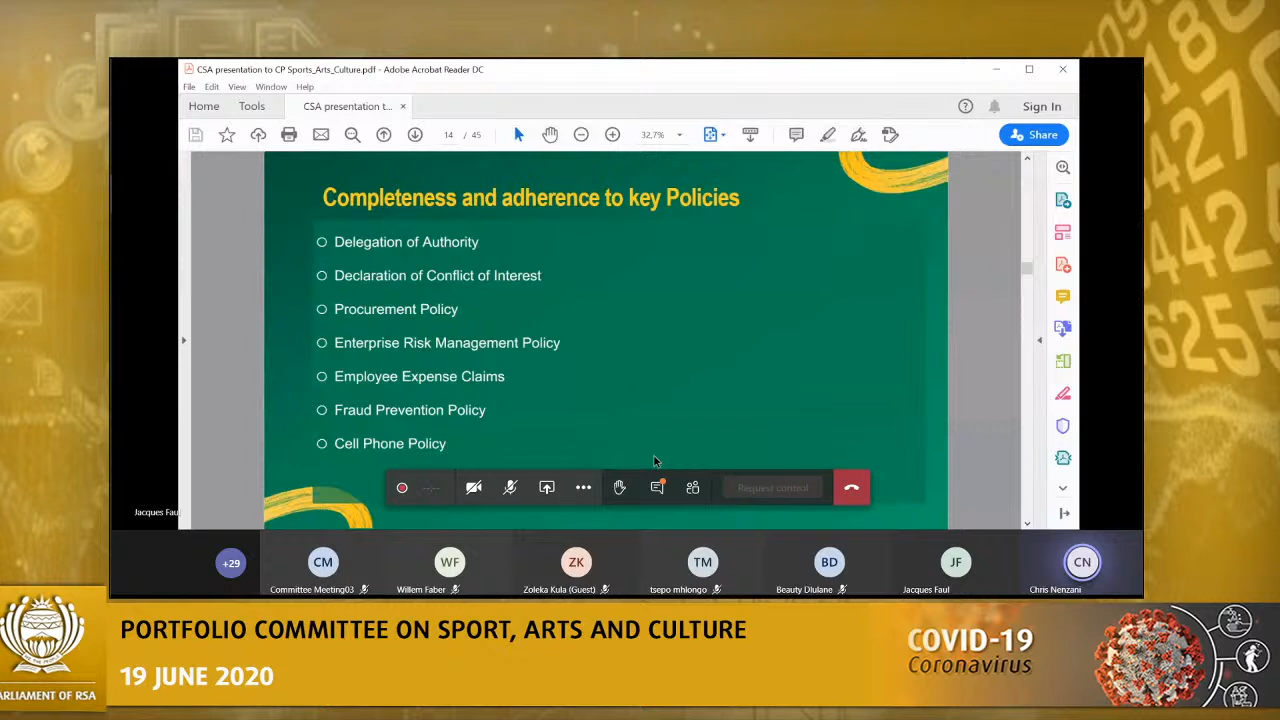 CSA presentation to CP Sports_Arts_Culture.pdf - Adobe Acrobat Reader DC
File Edit View Window Help
Home Tools CSA presentation t... × Sign In
14 / 45 32,7% Share
Completeness and adherence to key Policies
Delegation of Authority
Declaration of Conflict of Interest
Procurement Policy
Enterprise Risk Management Policy
Employee Expense Claims
Fraud Prevention Policy
Cell Phone Policy
--:-- Request control
Jacques Faul
+29 CM WF ZK TM BD JF CN
Committee Meeting03 Willem Faber Zoleka Kula (Guest) tsepo mhlongo Beauty Dlulane Jacques Faul Chris Nenzani
PORTFOLIO COMMITTEE ON SPORT, ARTS AND CULTURE
19 JUNE 2020
COVID-19
Coronavirus
ARLIAMENT OF RSA